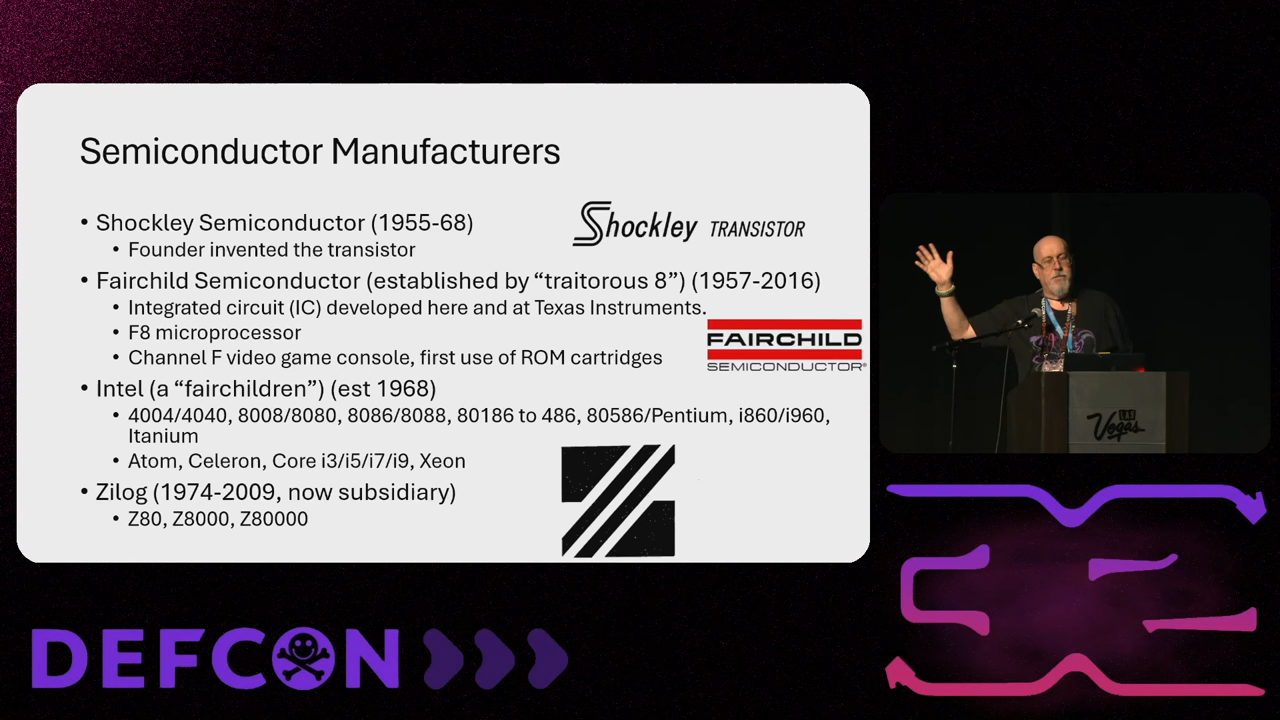 Semiconductor Manufacturers
• Shockley Semiconductor (1955-68)
• Founder invented the transistor
Shockley TRANSISTOR
• Fairchild Semiconductor (established by “traitorous 8”) (1957-2016)
• Integrated circuit (IC) developed here and at Texas Instruments.
• F8 microprocessor
• Channel F video game console, first use of ROM cartridges
FAIRCHILD
SEMICONDUCTOR®
• Intel (a “fairchildren”) (est 1968)
• 4004/4040, 8008/8080, 8086/8088, 80186 to 486, 80586/Pentium, i860/i960,
Itanium
• Atom, Celeron, Core i3/i5/i7/i9, Xeon
• Zilog (1974-2009, now subsidiary)
• Z80, Z8000, Z80000
LVE
Vegas
DEFCON